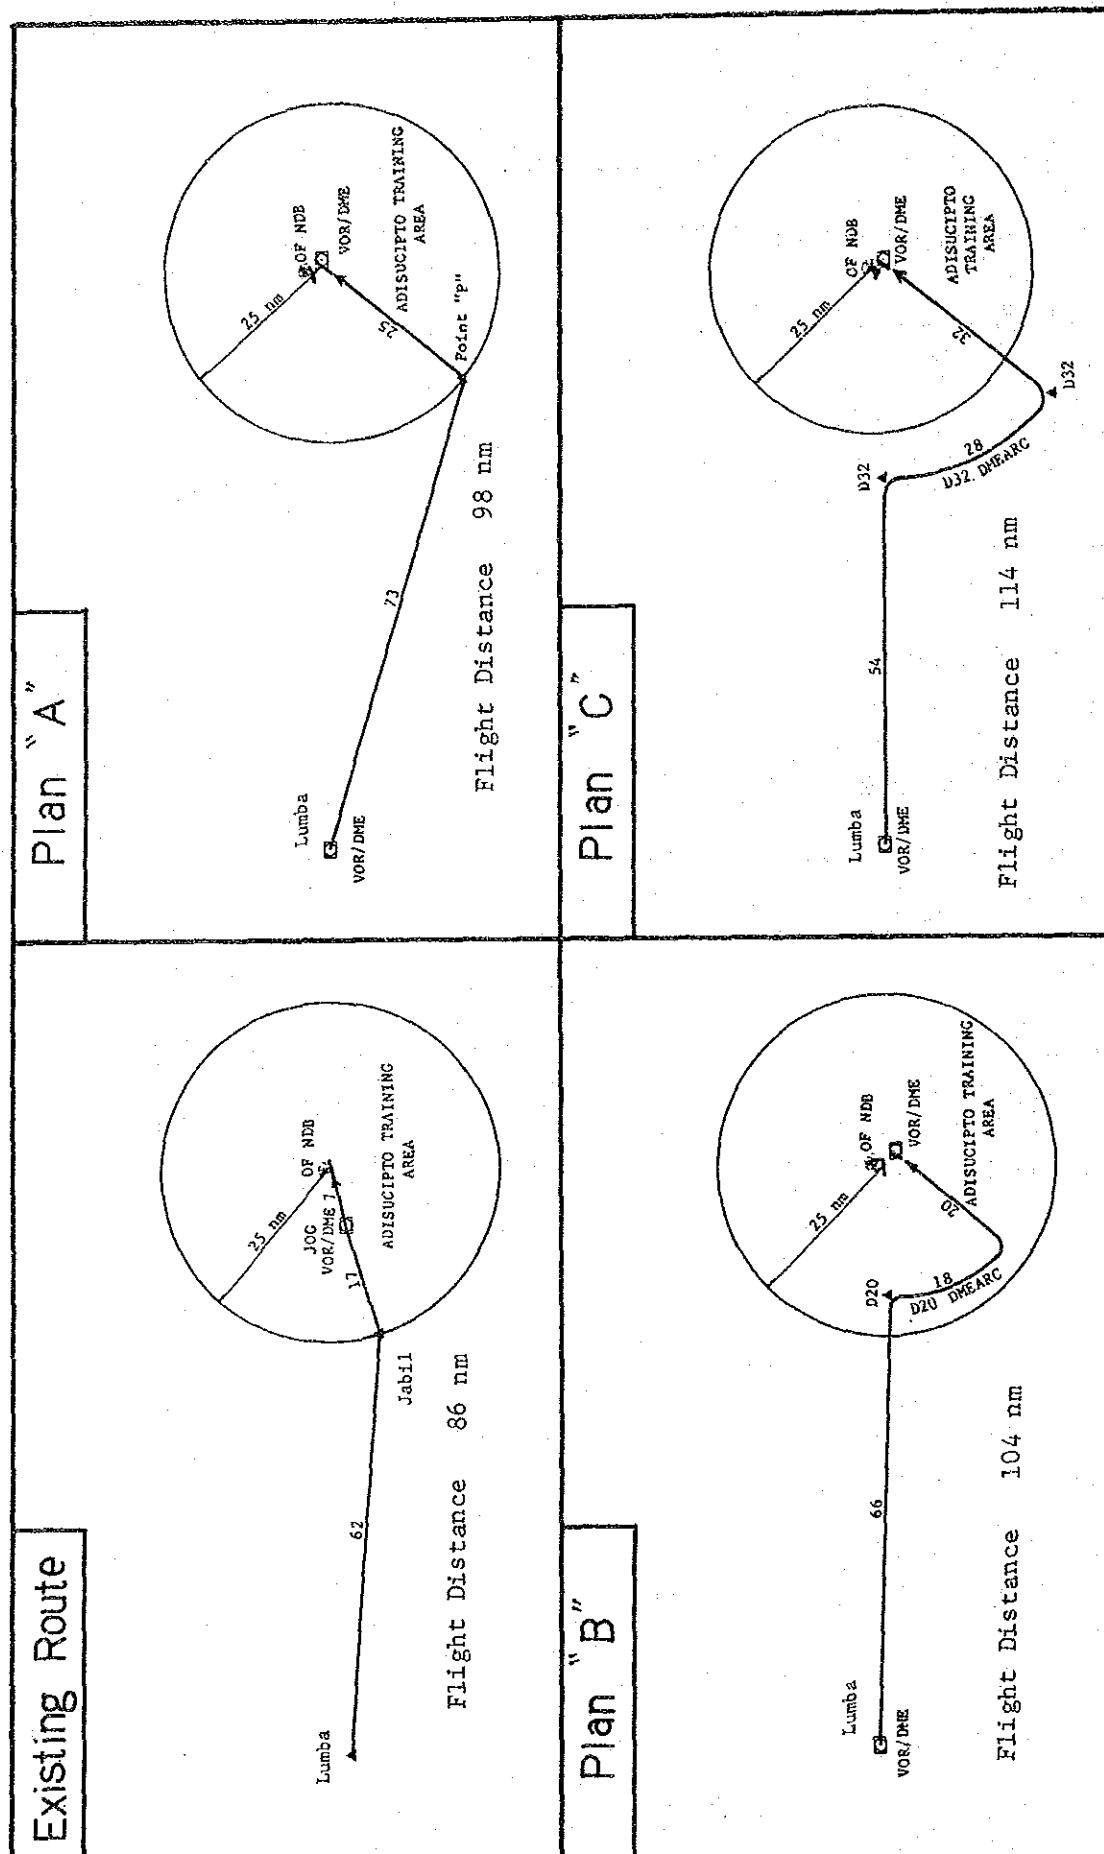 Existing Route
Lumba
62
Jabil
17
JOG
VOR/DME 7
OF NDB
25 nm
ADISUCIPTO TRAINING
AREA
Flight Distance 86 nm
Plan "A"
Lumba
VOR/DME
73
Point "P"
25
25 nm
OF NDB
VOR/DME
ADISUCIPTO TRAINING
AREA
Flight Distance 98 nm
Plan "B"
Lumba
VOR/DME
66
D20
18
D20 DMEARC
20
25 nm
OF NDB
VOR/DME
ADISUCIPTO TRAINING
AREA
Flight Distance 104 nm
Plan "C"
Lumba
VOR/DME
54
D32
28
D32. DMEARC
D32
32
25 nm
OF NDB
VOR/DME
ADISUCIPTO
TRAINING
AREA
Flight Distance 114 nm